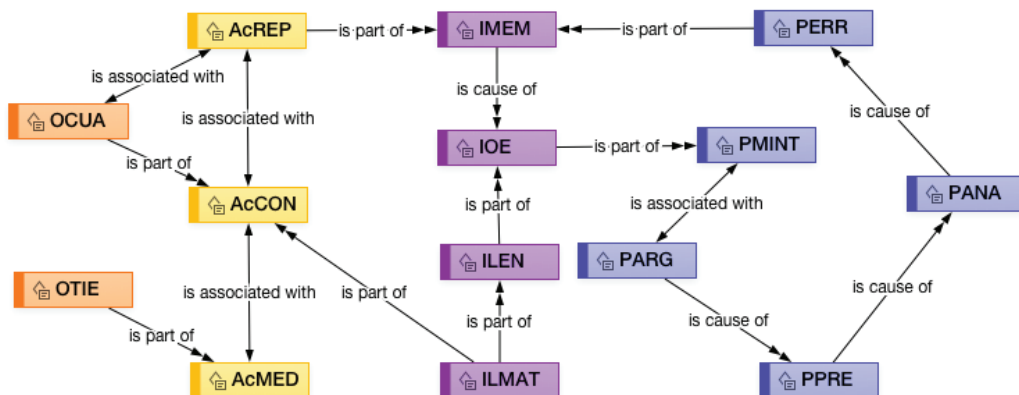 AcREP
is part of
IMEM
is part of
PERR
is associated with
is cause of
is cause of
OCUA
is associated with
IOE
is part of
PMINT
is part of
AcCON
is part of
is associated with
PANA
OTIE
is associated with
is part of
ILEN
PARG
is cause of
is part of
is part of
is cause of
AcMED
ILMAT
PPRE